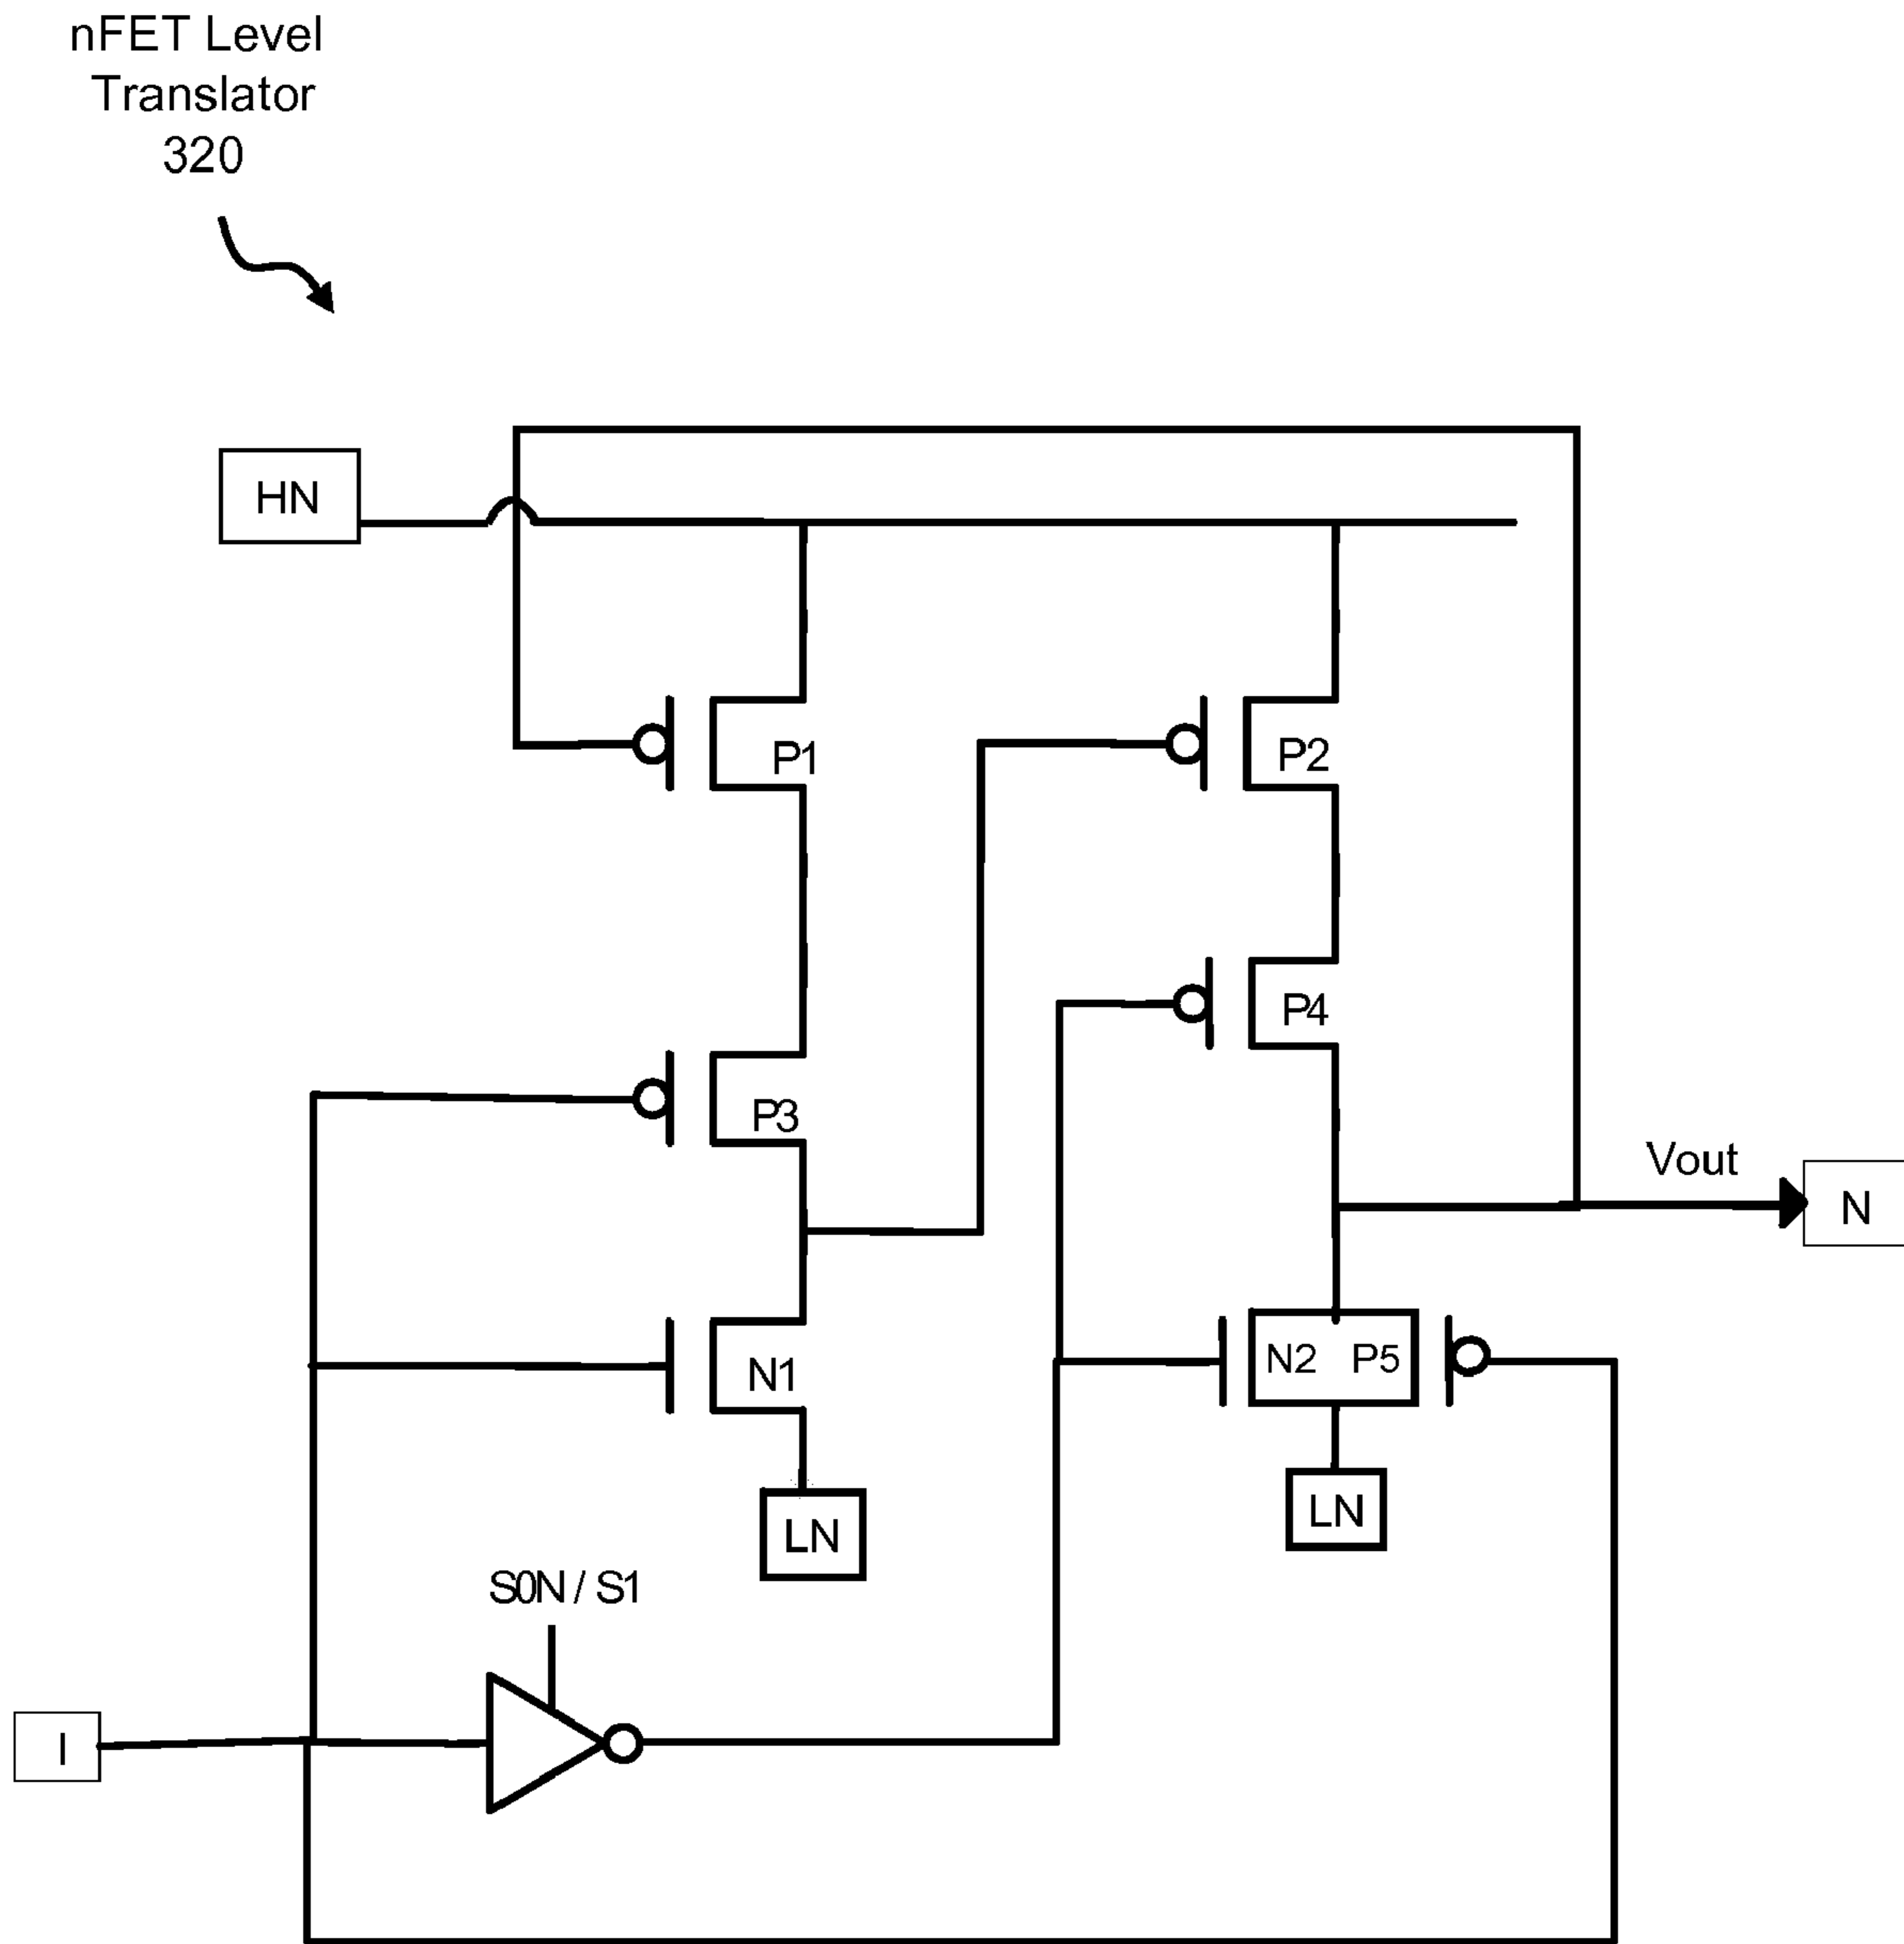 nFET Level
Translator
320
HN
P1
P2
P4
P3
Vout
N
N1
N2 P5
LN
LN
S0N / S1
I